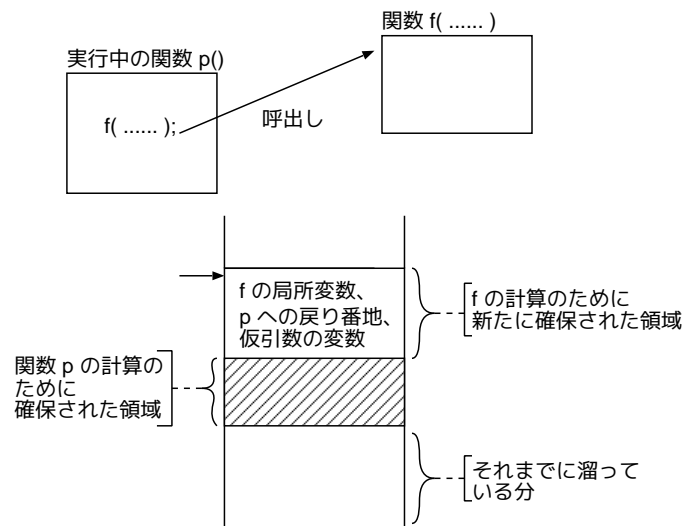 関数 f( ...... )
実行中の関数 p()
f( ...... );
呼出し
f の局所変数、
p への戻り番地、
仮引数の変数
f の計算のために
新たに確保された領域
関数 p の計算の
ために
確保された領域
それまでに溜って
いる分